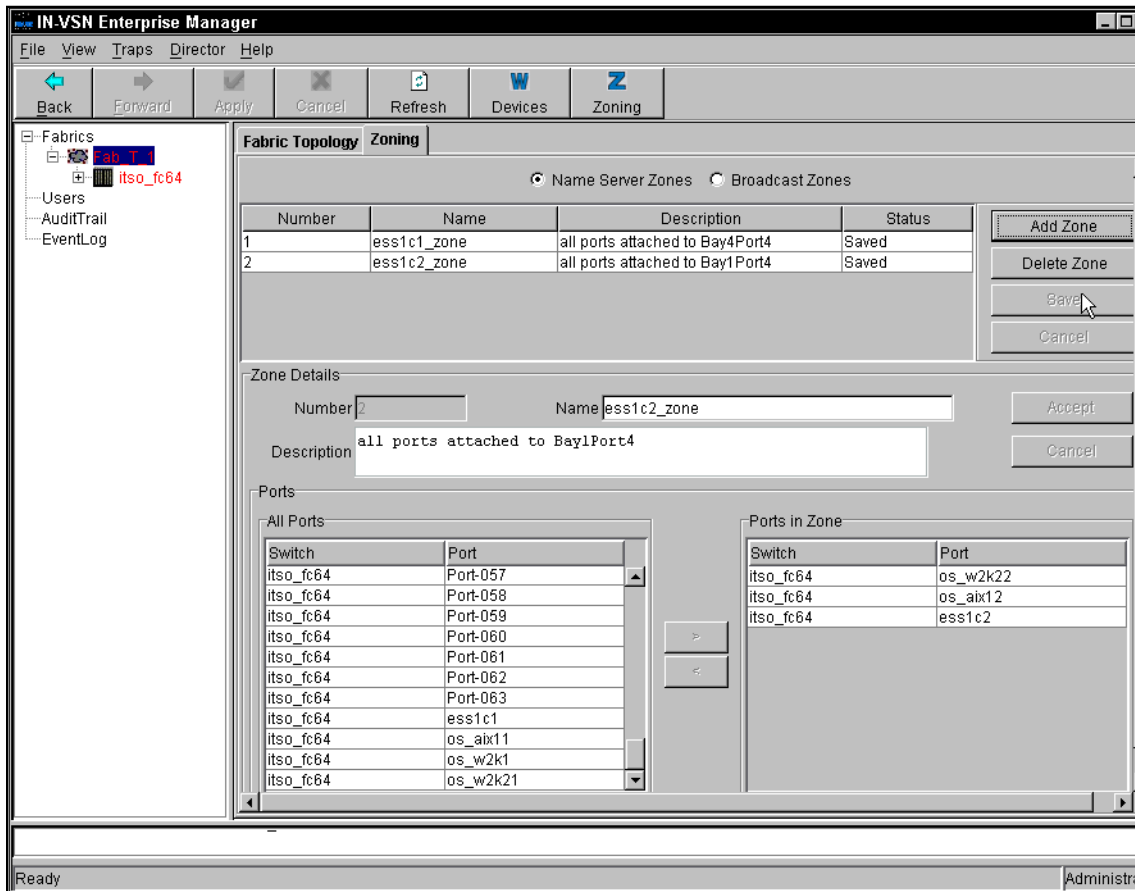 IN-VSN Enterprise Manager
File View Traps Director Help
Back Forward Apply Cancel Refresh Devices Zoning
Fabrics
Fab_T_1
itso_fc64
Users
AuditTrail
EventLog
Fabric Topology Zoning
Name Server Zones Broadcast Zones
Number Name Description Status
1 ess1c1_zone all ports attached to Bay4Port4 Saved
2 ess1c2_zone all ports attached to Bay1Port4 Saved
Add Zone
Delete Zone
Save
Cancel
Zone Details
Number 2 Name ess1c2_zone
Accept
Description all ports attached to Bay1Port4
Cancel
Ports
All Ports
Switch Port
itso_fc64 Port-057
itso_fc64 Port-058
itso_fc64 Port-059
itso_fc64 Port-060
itso_fc64 Port-061
itso_fc64 Port-062
itso_fc64 Port-063
itso_fc64 ess1c1
itso_fc64 os_aix11
itso_fc64 os_w2k1
itso_fc64 os_w2k21
>
<
Ports in Zone
Switch Port
itso_fc64 os_w2k22
itso_fc64 os_aix12
itso_fc64 ess1c2
Ready
Administra